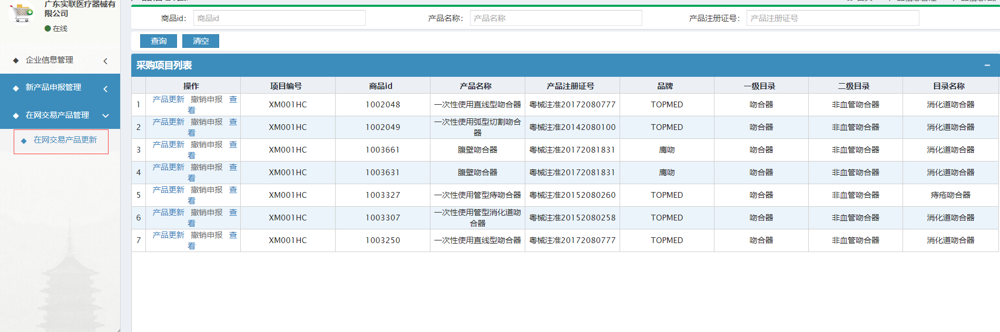 广东实联医疗器械有
限公司
在线
企业信息管理
新产品申报管理
在网交易产品管理
在网交易产品更新
商品id： 商品id 产品名称： 产品名称 产品注册证号： 产品注册证号
查询 清空
采购项目列表
操作 项目编号 商品id 产品名称 产品注册证号 品牌 一级目录 二级目录 目录名称
1 产品更新 撤销申报 查看 XM001HC 1002048 一次性使用直线型吻合器 粤械注准20172080777 TOPMED 吻合器 非血管吻合器 消化道吻合器
2 产品更新 撤销申报 查看 XM001HC 1002049 一次性使用弧型切割吻合器 粤械注准20142080100 TOPMED 吻合器 非血管吻合器 消化道吻合器
3 产品更新 撤销申报 查看 XM001HC 1003661 腹壁吻合器 粤械注准20172081831 鹰吻 吻合器 非血管吻合器 消化道吻合器
4 产品更新 撤销申报 查看 XM001HC 1003631 腹壁吻合器 粤械注准20172081831 鹰吻 吻合器 非血管吻合器 消化道吻合器
5 产品更新 撤销申报 查看 XM001HC 1003327 一次性使用管型痔吻合器 粤械注准20152080260 TOPMED 吻合器 非血管吻合器 痔疮吻合器
6 产品更新 撤销申报 查看 XM001HC 1003307 一次性使用管型消化道吻合器 粤械注准20152080258 TOPMED 吻合器 非血管吻合器 消化道吻合器
7 产品更新 撤销申报 查看 XM001HC 1003250 一次性使用直线型吻合器 粤械注准20172080777 TOPMED 吻合器 非血管吻合器 消化道吻合器